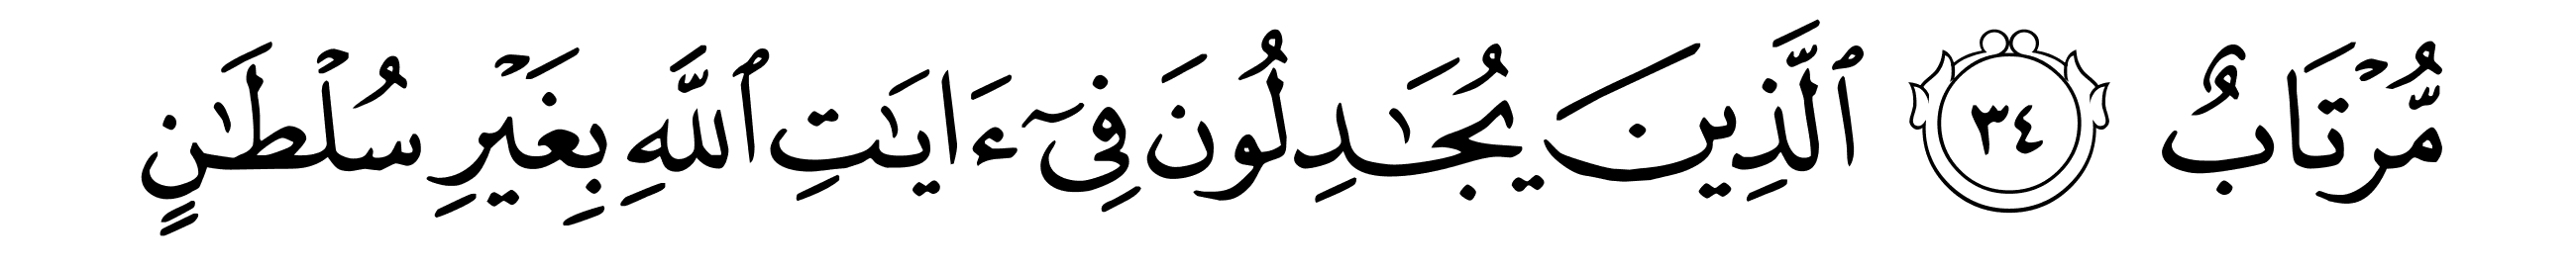 مُّرْتَابٌ ٣٤ ٱلَّذِينَ يُجَـٰدِلُونَ فِىٓ ءَايَـٰتِ ٱللَّهِ بِغَيْرِ سُلْطَـٰنٍ